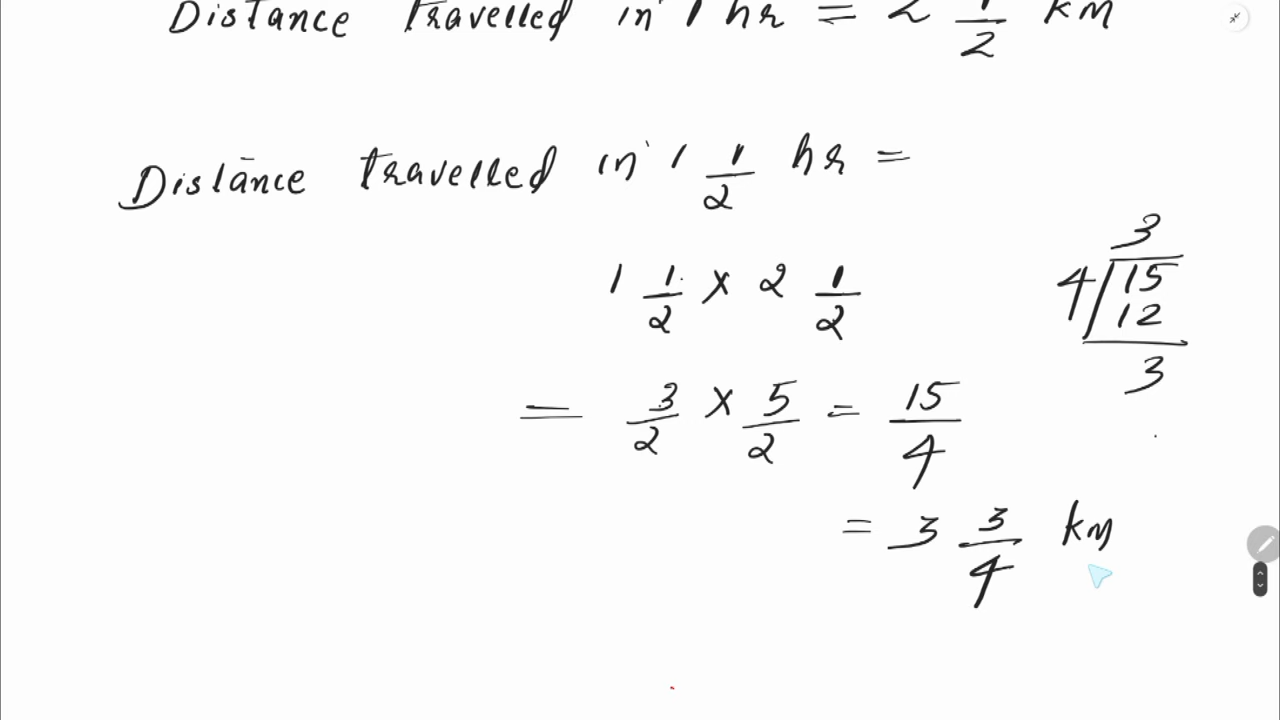 Distance travelled in 1 hr = 2 1/2 km
Distance travelled in 1 1/2 hr =
1 1/2 × 2 1/2
= 3/2 × 5/2 = 15/4
= 3 3/4 km
3
4 15
12
3